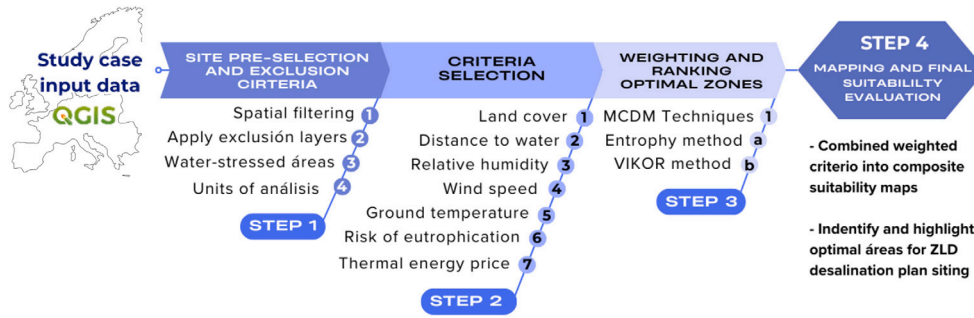 Study case
input data
QGIS
SITE PRE-SELECTION
AND EXCLUSION
CIRTERIA
Spatial filtering 1
Apply exclusión layers 2
Water-stressed áreas 3
Units of análisis 4
STEP 1
CRITERIA
SELECTION
Land cover 1
Distance to water 2
Relative humidity 3
Wind speed 4
Ground temperature 5
Risk of eutrophication 6
Thermal energy price 7
STEP 2
WEIGHTING AND
RANKING
OPTIMAL ZONES
MCDM Techniques 1
Entrophy method a
VIKOR method b
STEP 3
STEP 4
MAPPING AND FINAL
SUITABILILTY
EVALUATION
- Combined weighted
criterio into composite
suitability maps
- Indentify and highlight
optimal áreas for ZLD
desalination plan siting